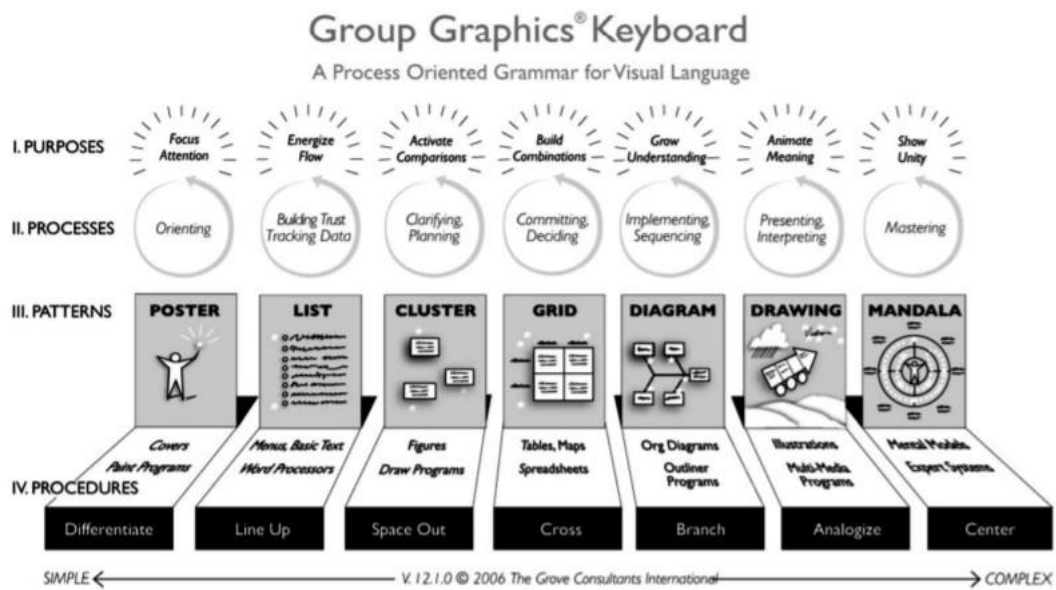 Group Graphics® Keyboard
A Process Oriented Grammar for Visual Language
I. PURPOSES
Focus
Attention
Energize
Flow
Activate
Comparisons
Build
Combinations
Grow
Understanding
Animate
Meaning
Show
Unity
II. PROCESSES
Orienting
Building Trust
Tracking Data
Clarifying,
Planning
Committing,
Deciding
Implementing,
Sequencing
Presenting,
Interpreting
Mastering
III. PATTERNS
POSTER
LIST
CLUSTER
GRID
DIAGRAM
DRAWING
MANDALA
Vision
Covers
Paint Programs
Menus, Basic Text
Word Processors
Figures
Draw Programs
Tables, Maps
Spreadsheets
Org Diagrams
Outliner
Programs
Illustrations
Multi-Media
Programs
Mental Models
Expert Systems
IV. PROCEDURES
Differentiate
Line Up
Space Out
Cross
Branch
Analogize
Center
SIMPLE
V. 12.1.0 © 2006 The Grove Consultants International
COMPLEX